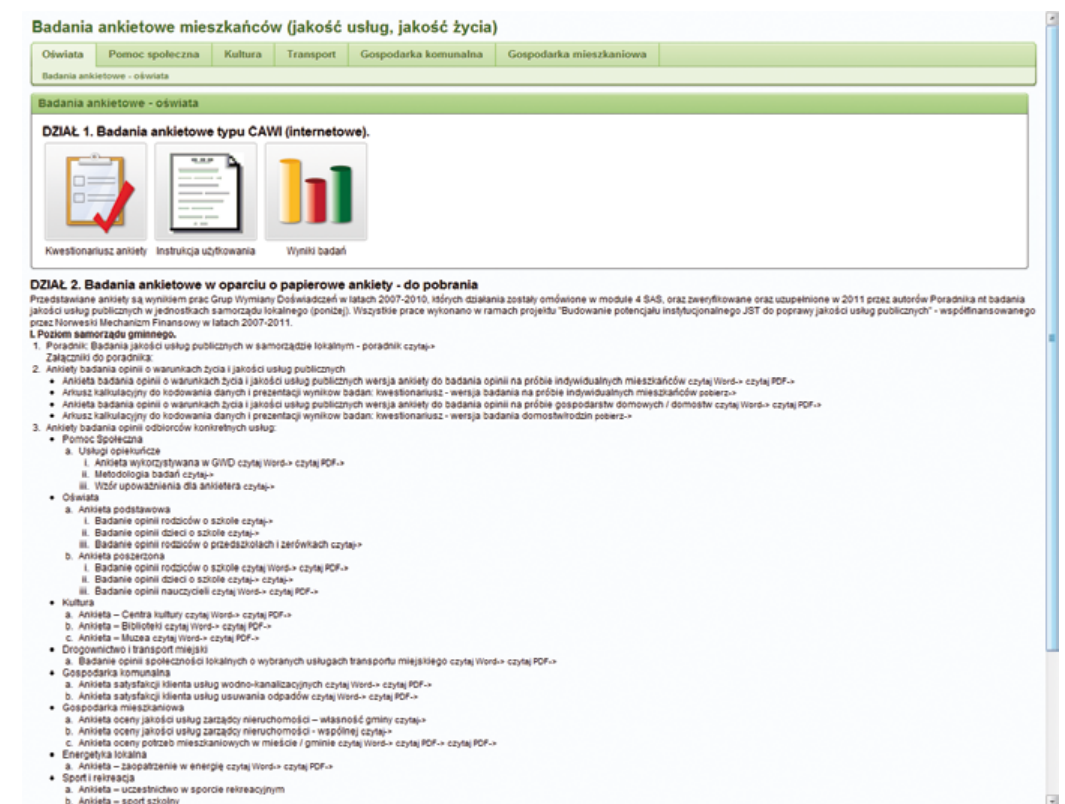 Badania ankietowe mieszkańców (jakość usług, jakość życia)
Oświata Pomoc społeczna Kultura Transport Gospodarka komunalna Gospodarka mieszkaniowa
Badania ankietowe - oświata
Badania ankietowe - oświata
DZIAŁ 1. Badania ankietowe typu CAWI (internetowe).
Kwestionariusz ankiety Instrukcja użytkowania Wyniki badań
DZIAŁ 2. Badania ankietowe w oparciu o papierowe ankiety - do pobrania
Przedstawiane ankiety są wynikiem prac Grup Wymiany Doświadczeń w latach 2007-2010, których działania zostały omówione w module 4 SAS, oraz zweryfikowane oraz uzupełnione w 2011 przez autorów Poradnika nt badania
jakości usług publicznych w jednostkach samorządu lokalnego (poniżej). Wszystkie prace wykonano w ramach projektu "Budowanie potencjału instytucjonalnego JST do poprawy jakości usług publicznych" - współfinansowanego
przez Norweski Mechanizm Finansowy w latach 2007-2011.
I. Poziom samorządu gminnego.
1. Poradnik: Badania jakości usług publicznych w samorządzie lokalnym - poradnik czytaj->
Załączniki do poradnika:
2. Ankiety badania opinii o warunkach życia i jakości usług publicznych
• Ankieta badania opinii o warunkach życia i jakości usług publicznych wersja ankiety do badania opinii na próbie indywidualnych mieszkańców czytaj Word-> czytaj PDF->
• Arkusz kalkulacyjny do kodowania danych i prezentacji wynikow badan: kwestionariusz - wersja badania na próbie indywidualnych mieszkańców pobierz->
• Ankieta badania opinii o warunkach życia i jakości usług publicznych wersja ankiety do badania opinii na próbie gospodarstw domowych / domostw czytaj Word-> czytaj PDF->
• Arkusz kalkulacyjny do kodowania danych i prezentacji wynikow badan: kwestionariusz - wersja badania domostw/rodzin pobierz->
3. Ankiety badania opinii odbiorców konkretnych usług:
• Pomoc Społeczna
a. Usługi opiekuńcze
i. Ankieta wykorzystywana w GWD czytaj Word-> czytaj PDF->
ii. Metodologia badań czytaj->
iii. Wzór upoważnienia dla ankietera czytaj->
• Oświata
a. Ankieta podstawowa
i. Badanie opinii rodziców o szkole czytaj->
ii. Badanie opinii dzieci o szkole czytaj->
iii. Badanie opinii rodziców o przedszkolach i zerówkach czytaj->
b. Ankieta poszerzona
i. Badanie opinii rodziców o szkole czytaj Word-> czytaj PDF->
ii. Badanie opinii dzieci o szkole czytaj-> czytaj->
iii. Badanie opinii nauczycieli czytaj Word-> czytaj PDF->
• Kultura
a. Ankieta – Centra kultury czytaj Word-> czytaj PDF->
b. Ankieta – Biblioteki czytaj Word-> czytaj PDF->
c. Ankieta – Muzea czytaj Word-> czytaj PDF->
• Drogownictwo i transport miejski
a. Badanie opinii społeczności lokalnych o wybranych usługach transportu miejskiego czytaj Word-> czytaj PDF->
• Gospodarka komunalna
a. Ankieta satysfakcji klienta usług wodno-kanalizacyjnych czytaj Word-> czytaj PDF->
b. Ankieta satysfakcji klienta usług usuwania odpadów czytaj Word-> czytaj PDF->
• Gospodarka mieszkaniowa
a. Ankieta oceny jakości usług zarządcy nieruchomości – własność gminy czytaj->
b. Ankieta oceny jakości usług zarządcy nieruchomości - wspólnej czytaj->
c. Ankieta oceny potrzeb mieszkaniowych w mieście / gminie czytaj Word-> czytaj PDF-> czytaj PDF->
• Energetyka lokalna
a. Ankieta – zaopatrzenie w energię czytaj Word-> czytaj PDF->
• Sport i rekreacja
a. Ankieta – uczestnictwo w sporcie rekreacyjnym
b. Ankieta – sport szkolny